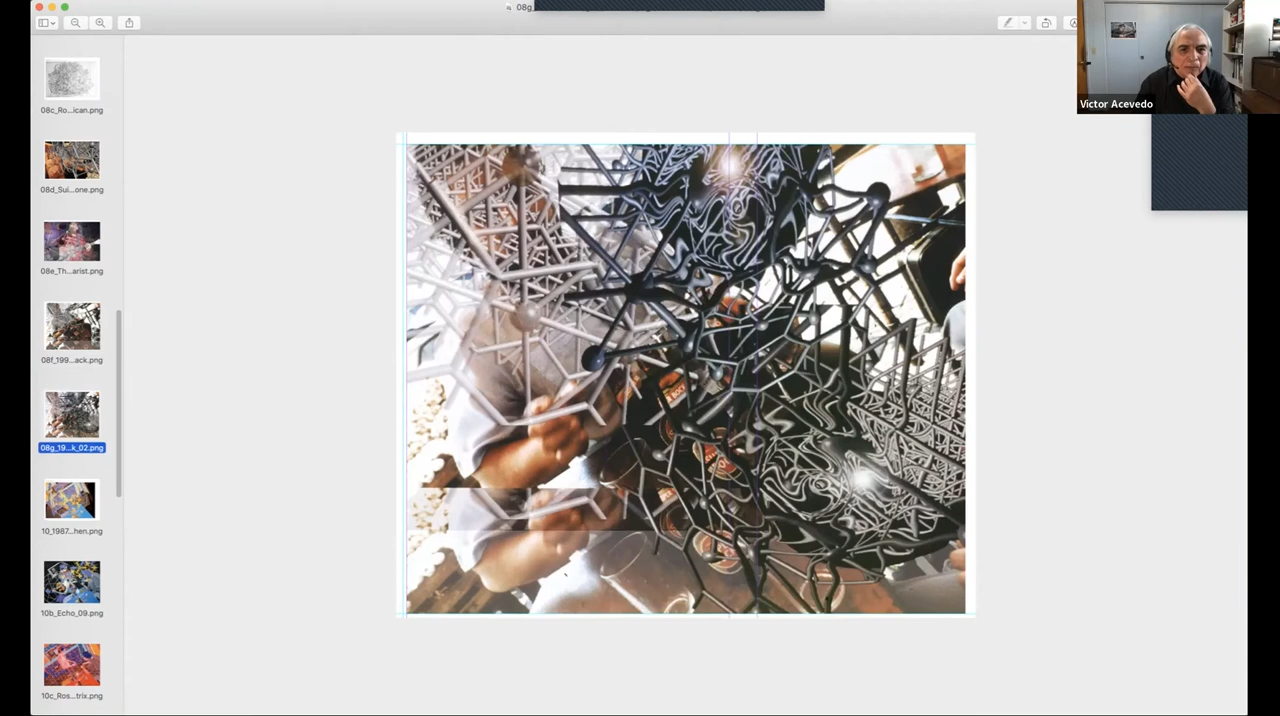 08g_
Victor Acevedo
08c_Ro...ican.png
08d_Sui...one.png
08e_Th...arist.png
08f_199...ack.png
08g_19...k_02.png
10_1987...hen.png
10b_Echo_09.png
10c_Ros...trix.png